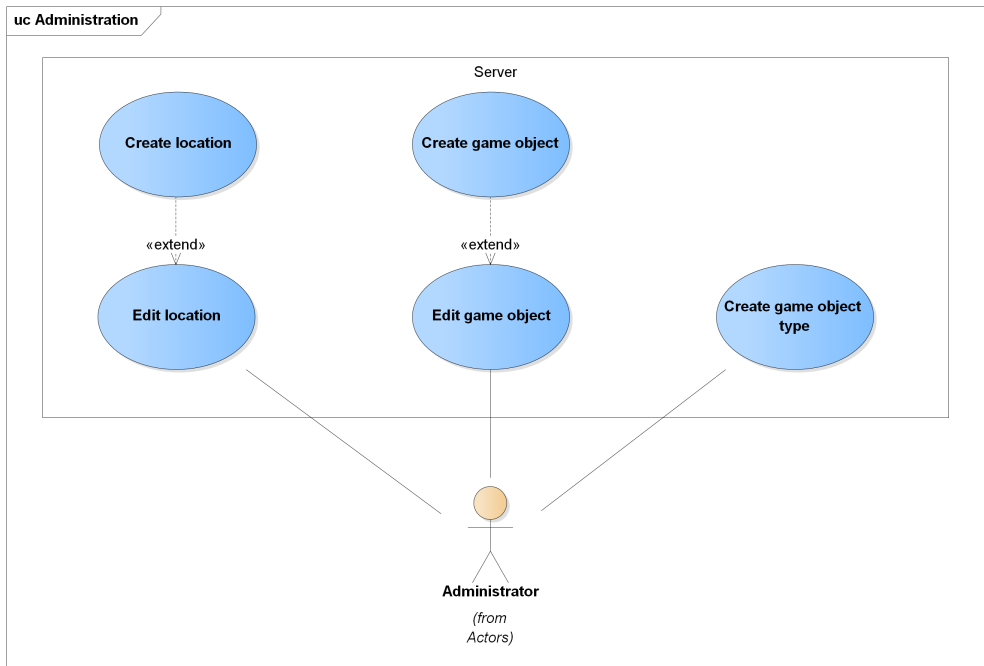 uc Administration
Server
Create location
Create game object
«extend»
«extend»
Edit location
Edit game object
Create game object
type
Administrator
(from
Actors)